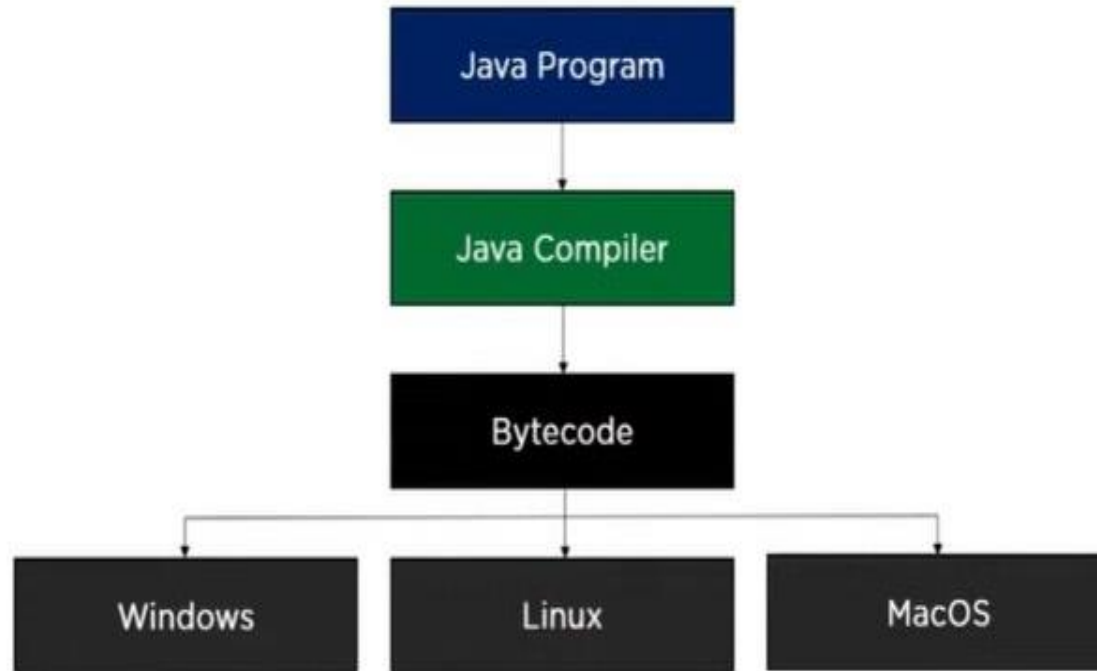 Java Program
Java Compiler
Bytecode
Windows
Linux
MacOS